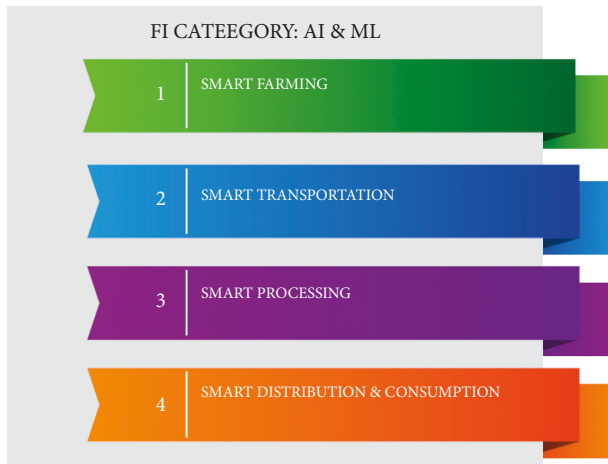 FI CATEEGORY: AI & ML
1 SMART FARMING
2 SMART TRANSPORTATION
3 SMART PROCESSING
4 SMART DISTRIBUTION & CONSUMPTION